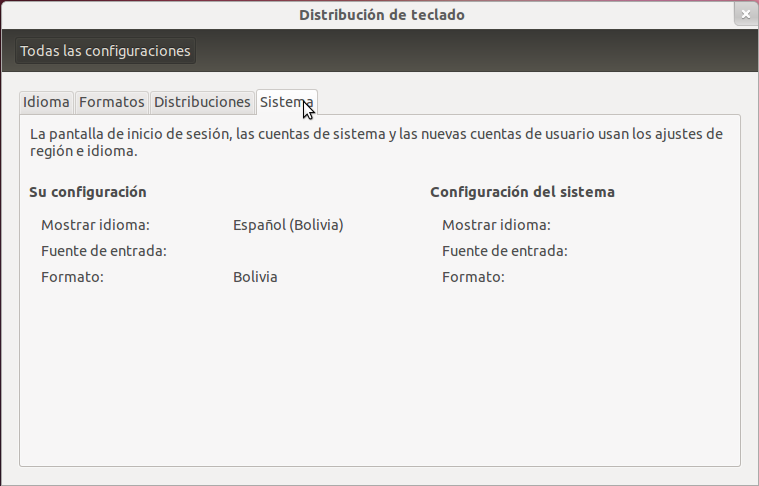 Distribución de teclado
Todas las configuraciones
Idioma Formatos Distribuciones Sistema
La pantalla de inicio de sesión, las cuentas de sistema y las nuevas cuentas de usuario usan los ajustes de
región e idioma.
Su configuración Configuración del sistema
Mostrar idioma: Español (Bolivia) Mostrar idioma:
Fuente de entrada: Fuente de entrada:
Formato: Bolivia Formato: